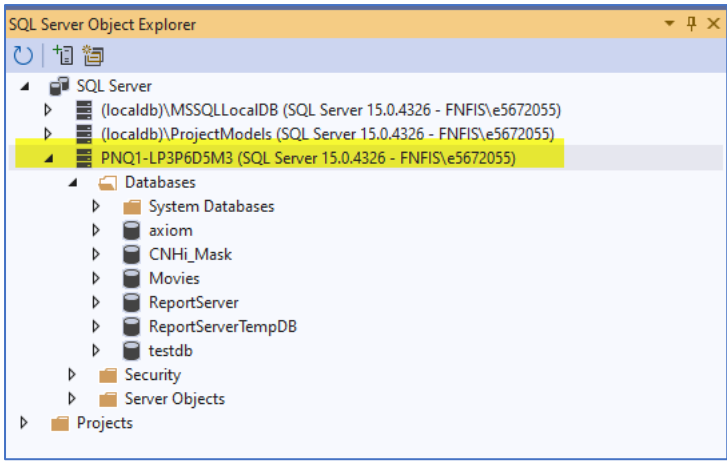 SQL Server Object Explorer
SQL Server
(localdb)\MSSQLLocalDB (SQL Server 15.0.4326 - FNFIS\e5672055)
(localdb)\ProjectModels (SQL Server 15.0.4326 - FNFIS\e5672055)
PNQ1-LP3P6D5M3 (SQL Server 15.0.4326 - FNFIS\e5672055)
Databases
System Databases
axiom
CNHi_Mask
Movies
ReportServer
ReportServerTempDB
testdb
Security
Server Objects
Projects